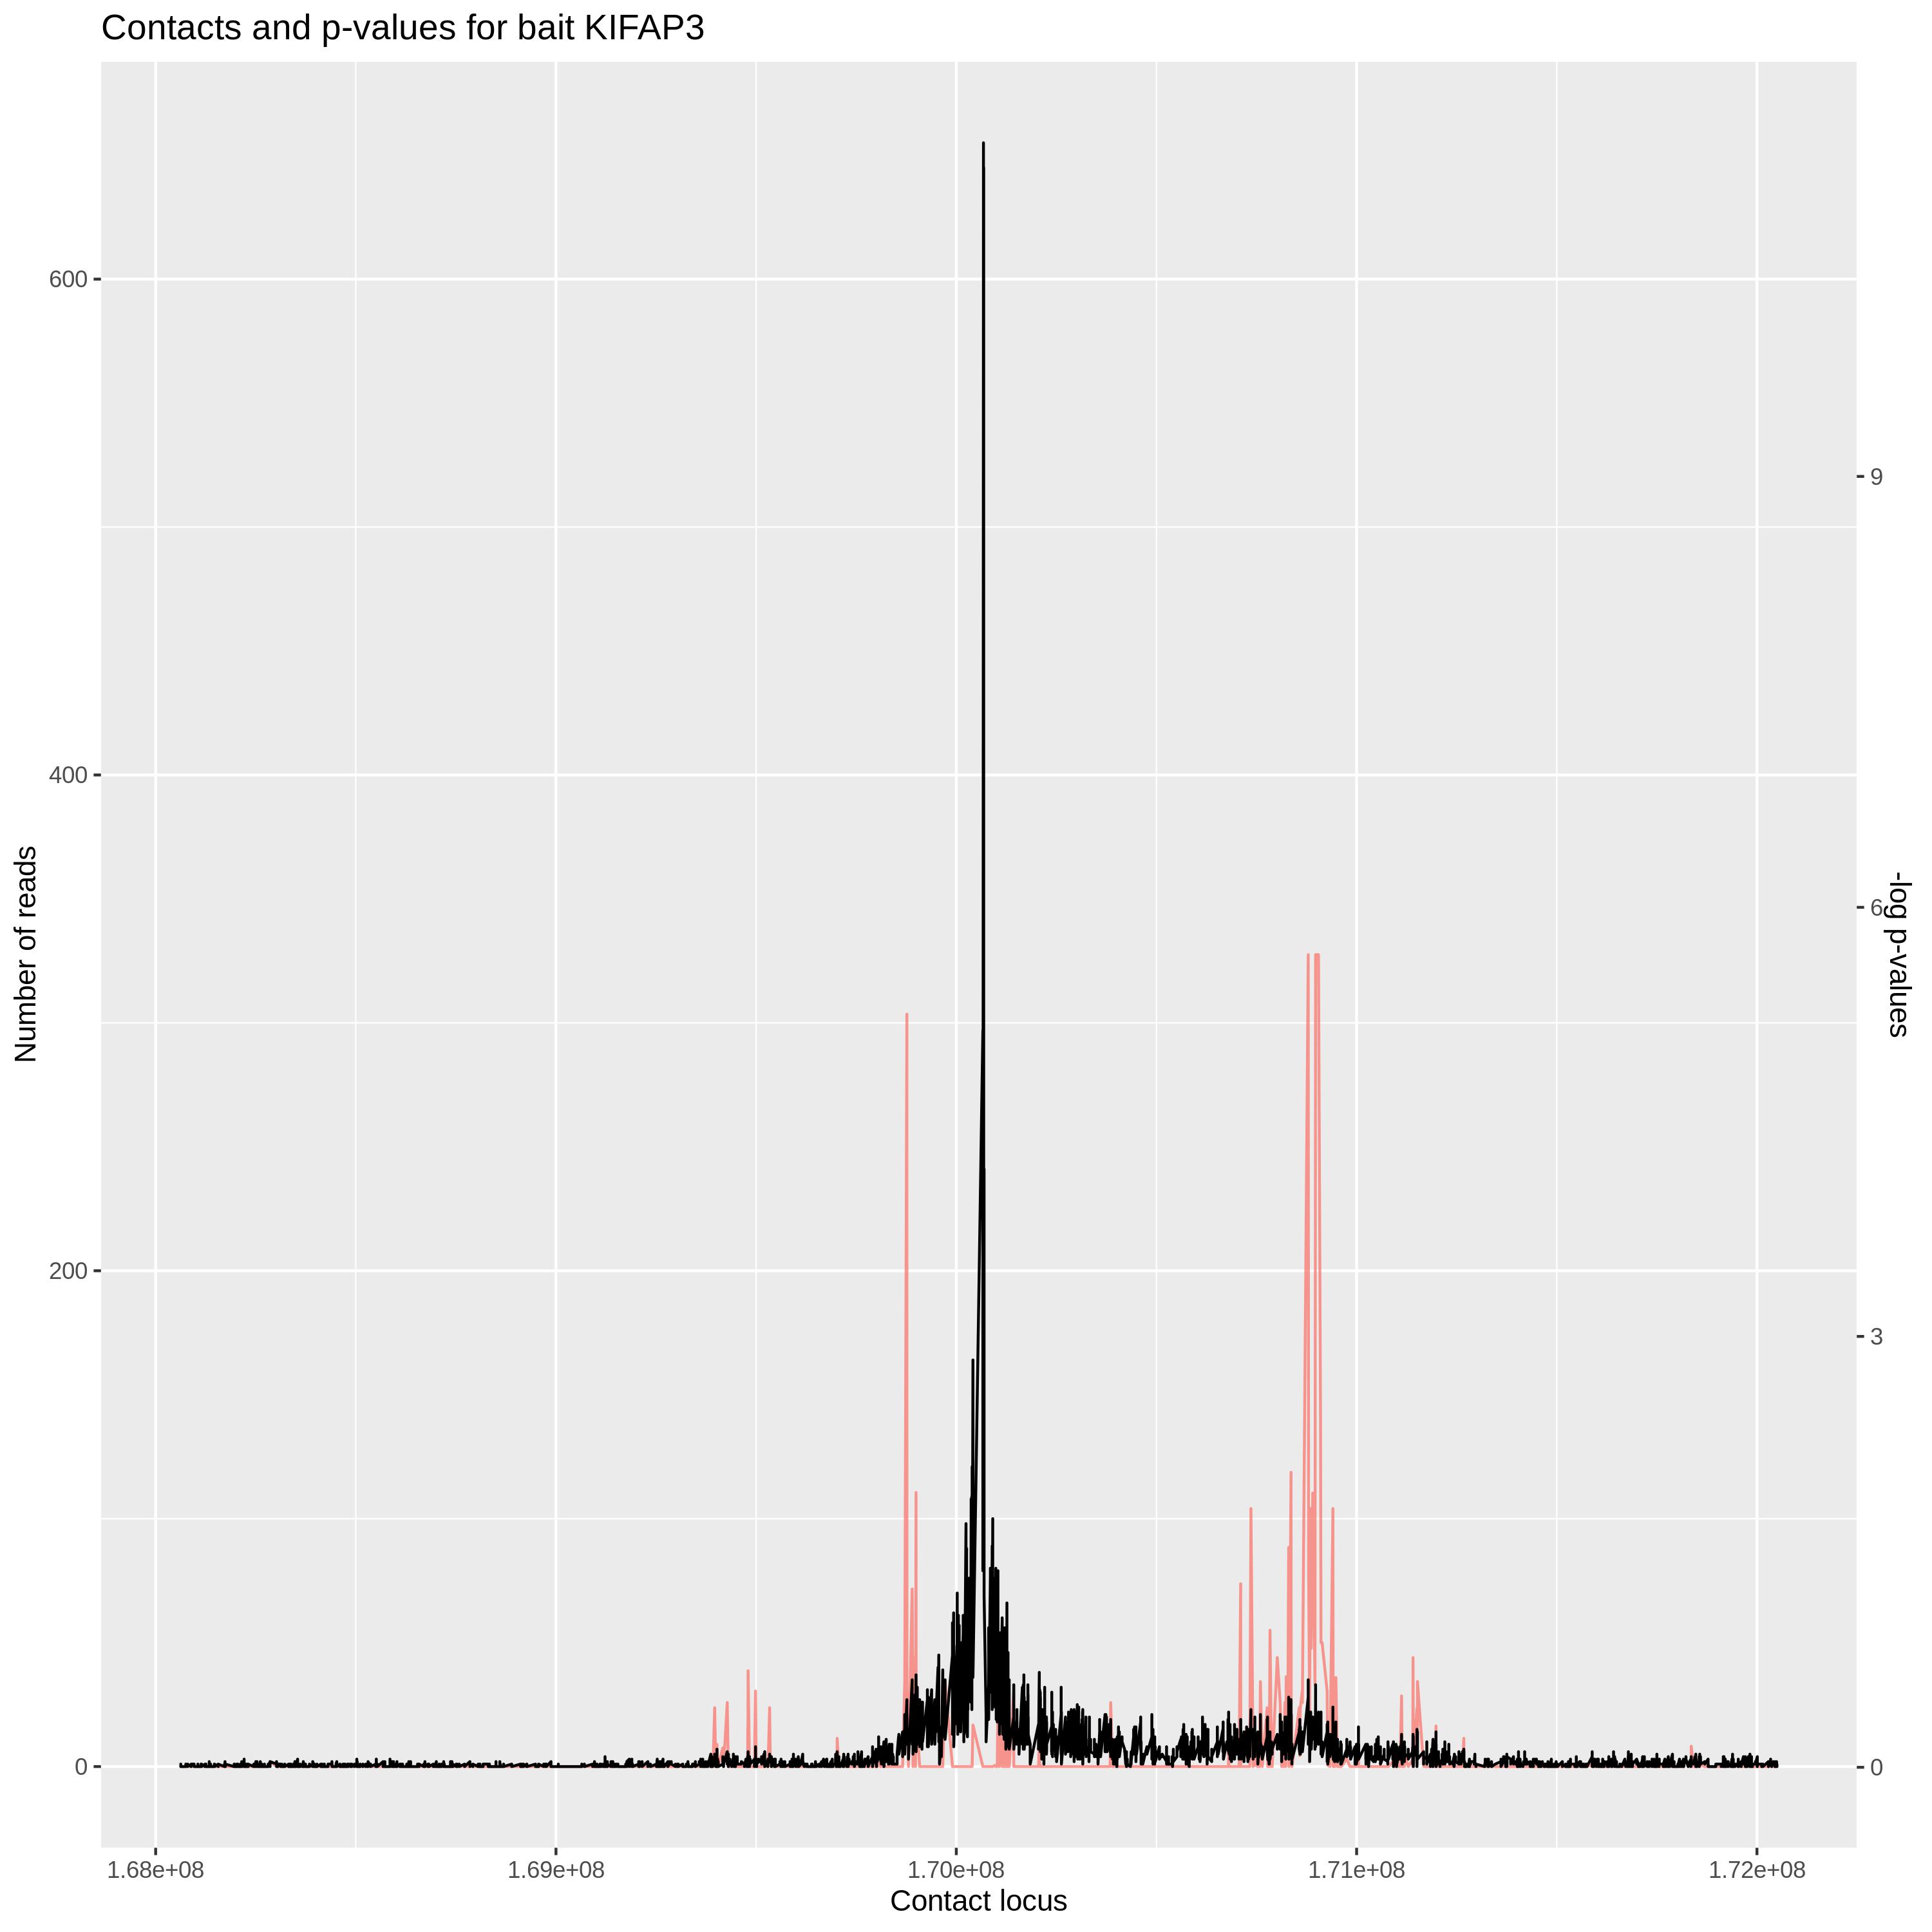 Contacts and p-values for bait KIFAP3
600
400
200
0
Number of reads
9
6
3
0
-log p-values
1.68e+08
1.69e+08
1.70e+08
1.71e+08
1.72e+08
Contact locus